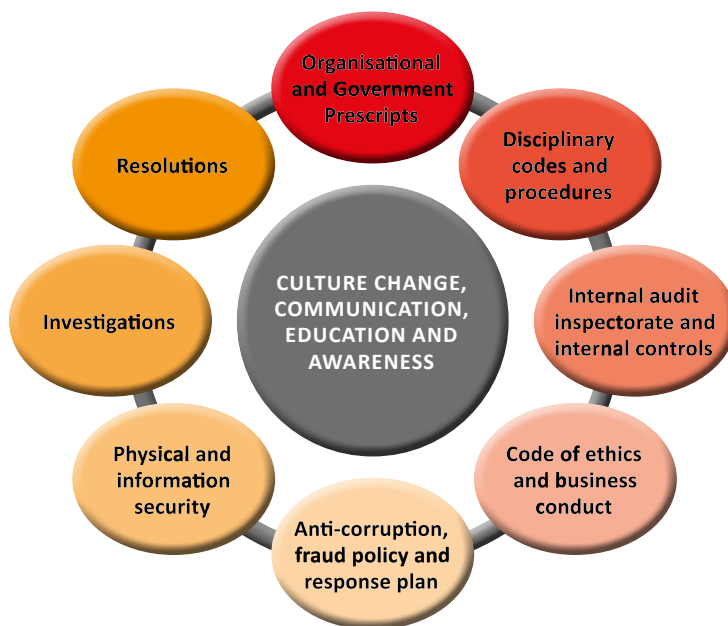 Organisational
and Government
Prescripts
Disciplinary
codes and
procedures
Internal audit
inspectorate and
internal controls
Code of ethics
and business
conduct
Anti-corruption,
fraud policy and
response plan
Physical and
information
security
Investigations
Resolutions
CULTURE CHANGE,
COMMUNICATION,
EDUCATION AND
AWARENESS